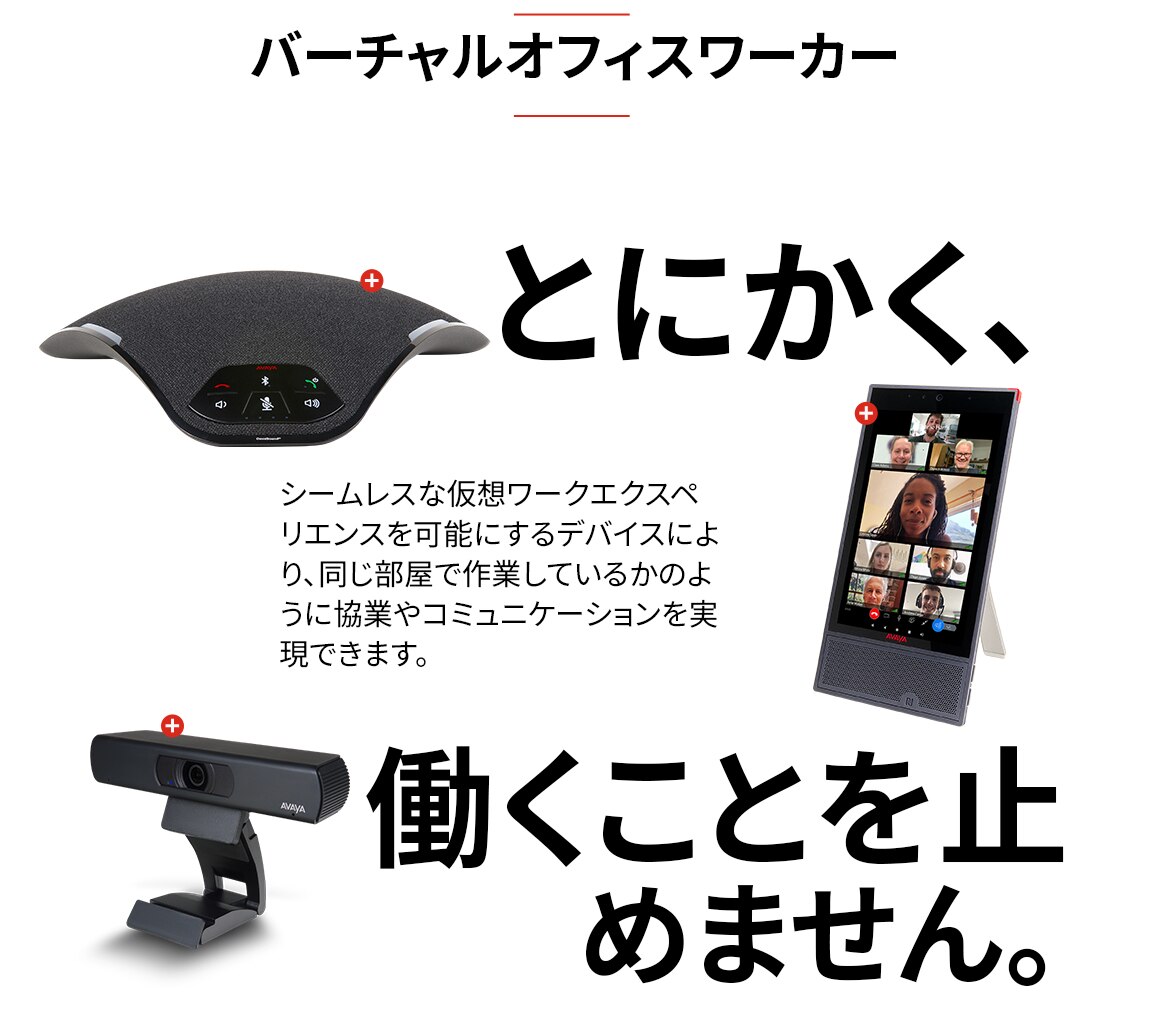 バーチャルオフィスワーカー
とにかく、
AVAYA
シームレスな仮想ワークエクスペ
リエンスを可能にするデバイスによ
り、同じ部屋で作業しているかのよ
うに協業やコミュニケーションを実
現できます。
AVAYA
AVAYA
働くことを止
めません。